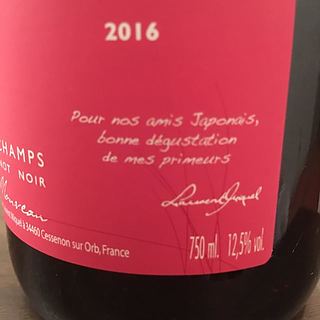 2016
Pour nos amis Japonais,
bonne dégustation
de mes primeurs
CHAMPS
NOIR
à 34460 Cessenon sur Orb, France
750 ml. 12,5% vol.